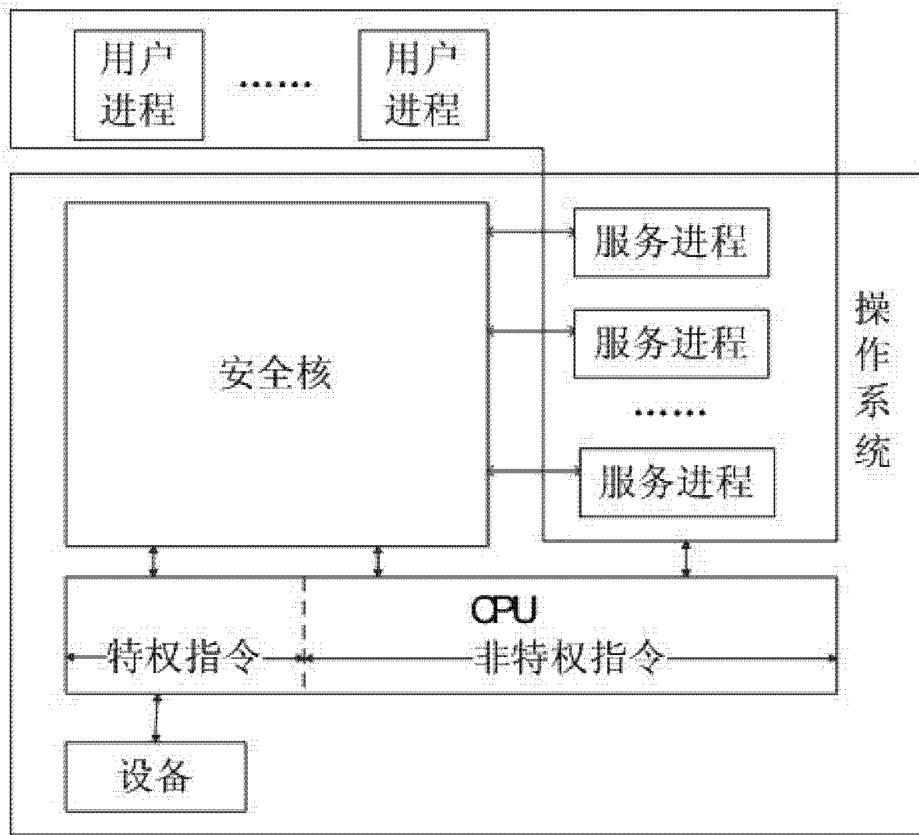 用户
进程
……
用户
进程
服务进程
服务进程
……
服务进程
安全核
操作系统
CPU
特权指令
非特权指令
设备